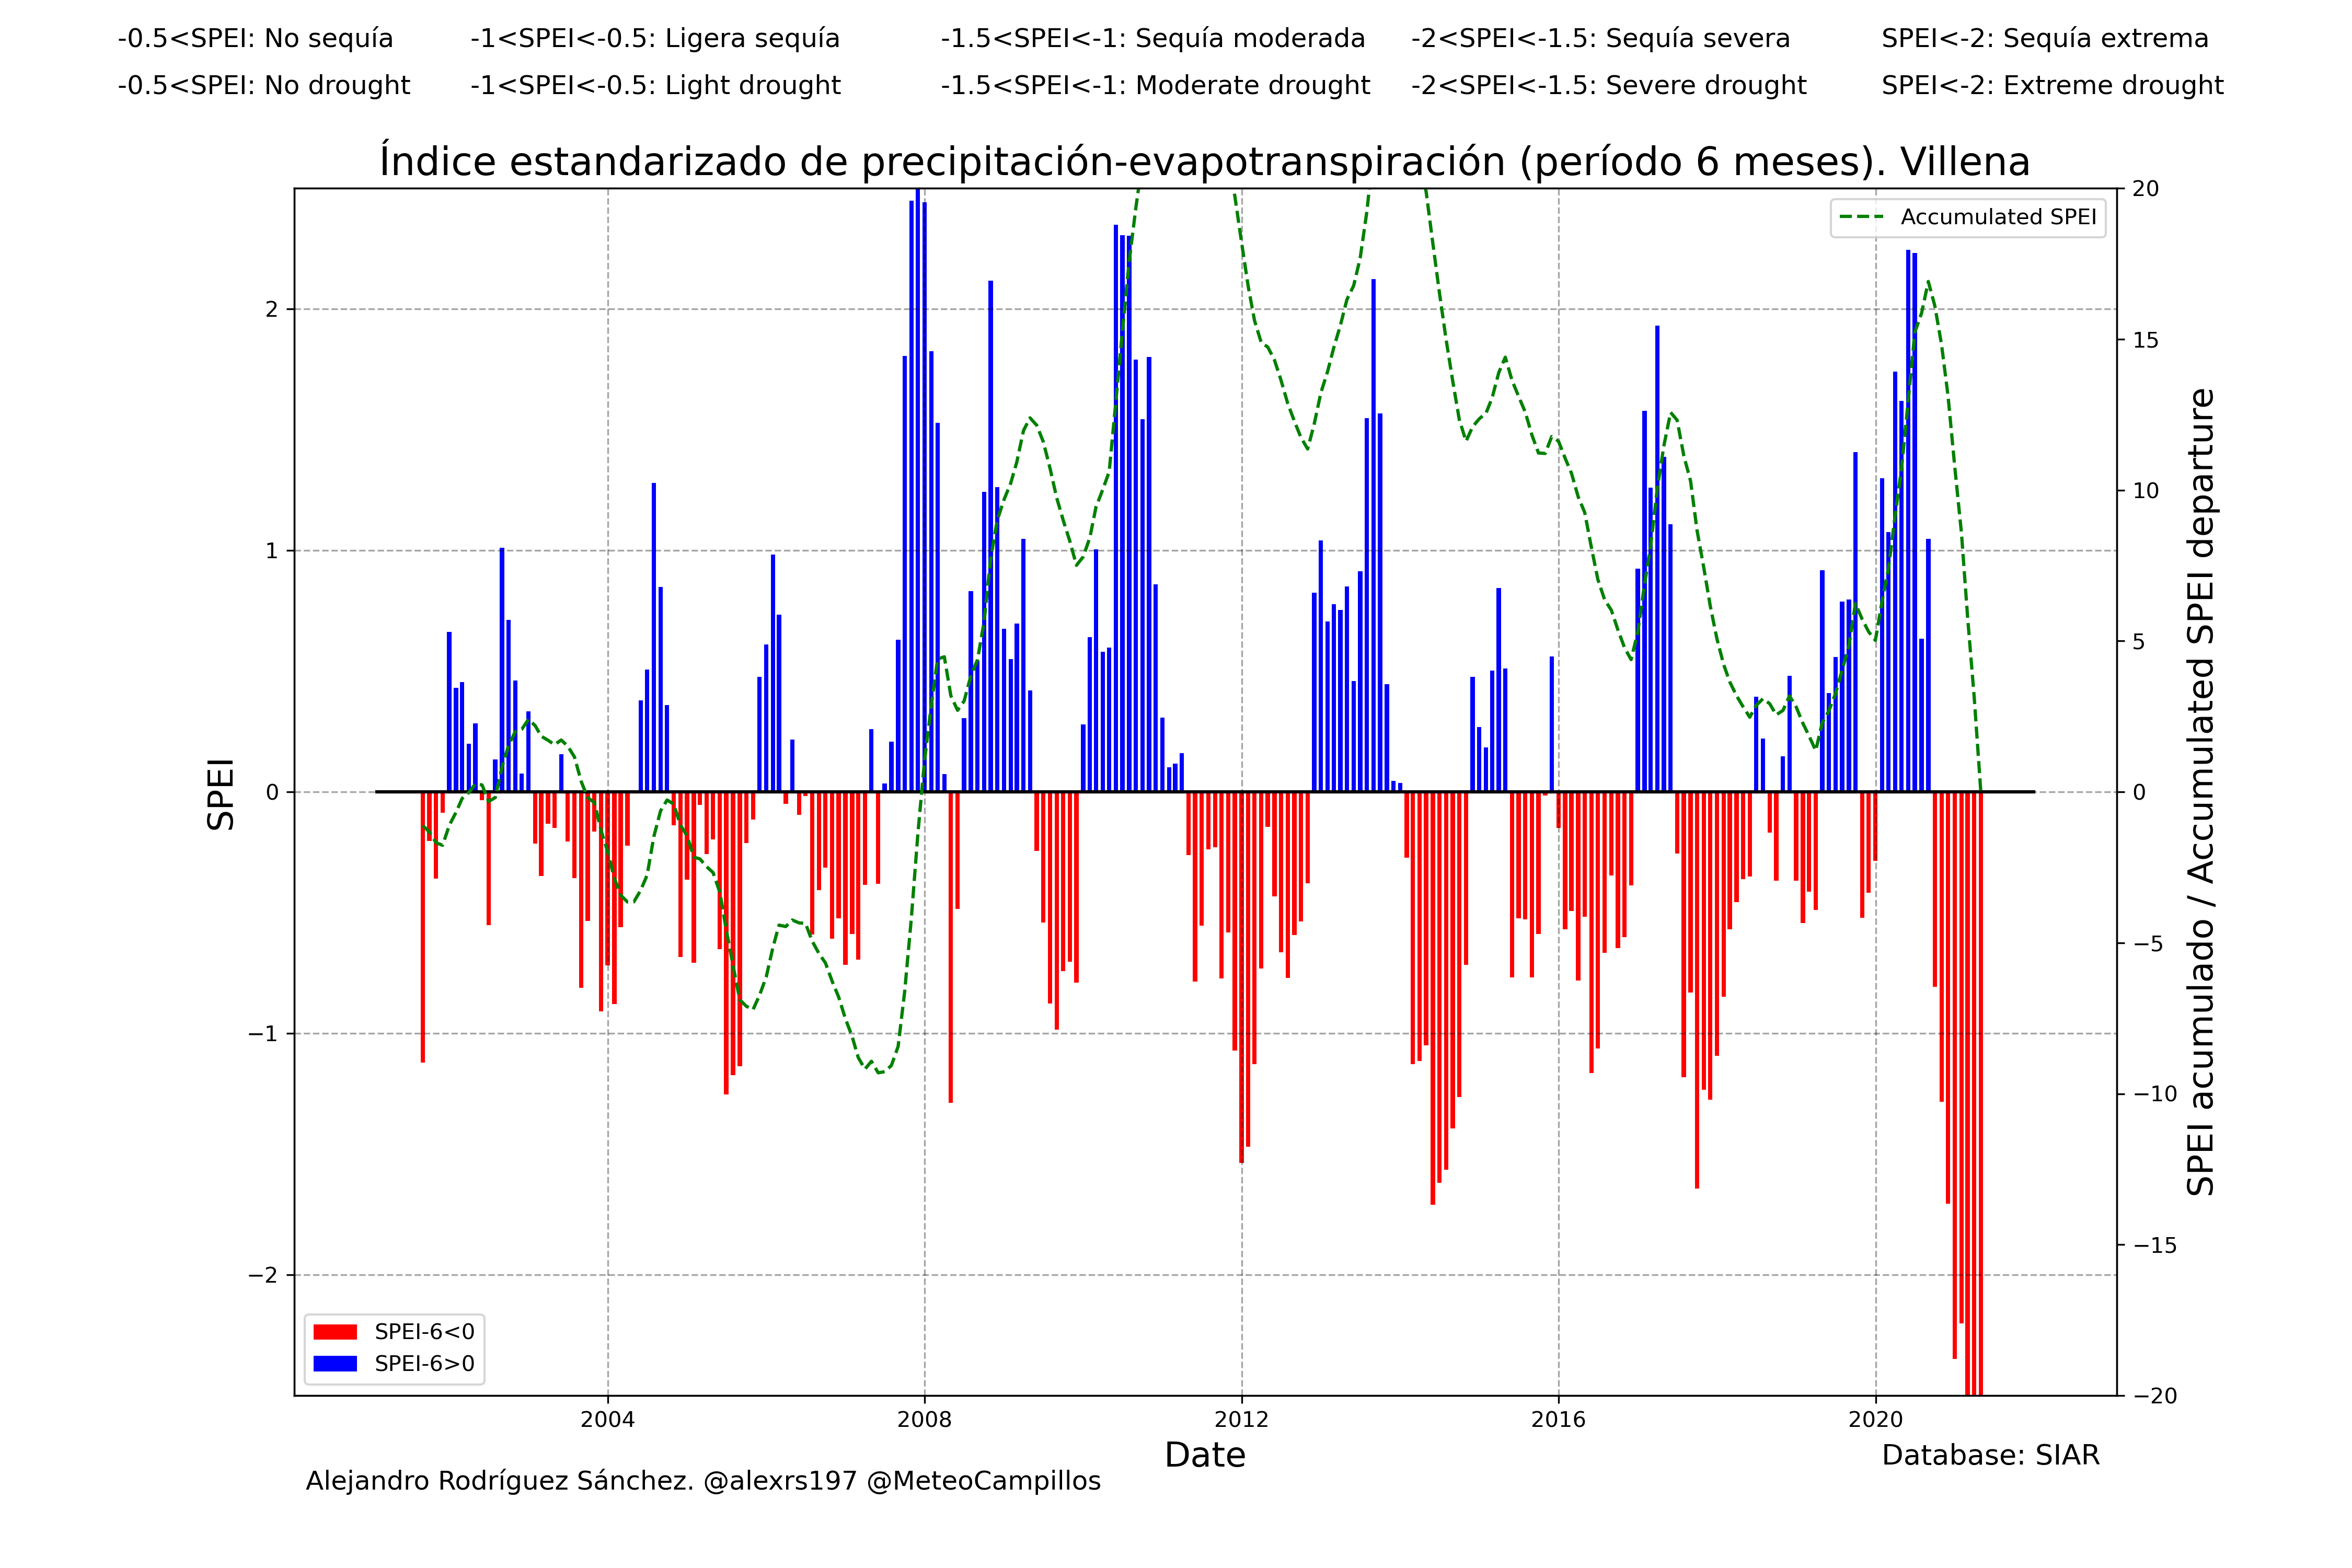 -0.5<SPEI: No sequía -1<SPEI<-0.5: Ligera sequía -1.5<SPEI<-1: Sequía moderada -2<SPEI<-1.5: Sequía severa SPEI<-2: Sequía extrema
-0.5<SPEI: No drought -1<SPEI<-0.5: Light drought -1.5<SPEI<-1: Moderate drought -2<SPEI<-1.5: Severe drought SPEI<-2: Extreme drought
Índice estandarizado de precipitación-evapotranspiración (período 6 meses). Villena
Accumulated SPEI
SPEI
2
1
0
−1
−2
20
15
10
5
0
−5
−10
−15
−20
SPEI acumulado / Accumulated SPEI departure
SPEI-6<0
SPEI-6>0
2004 2008 2012 2016 2020
Date
Database: SIAR
Alejandro Rodríguez Sánchez. @alexrs197 @MeteoCampillos